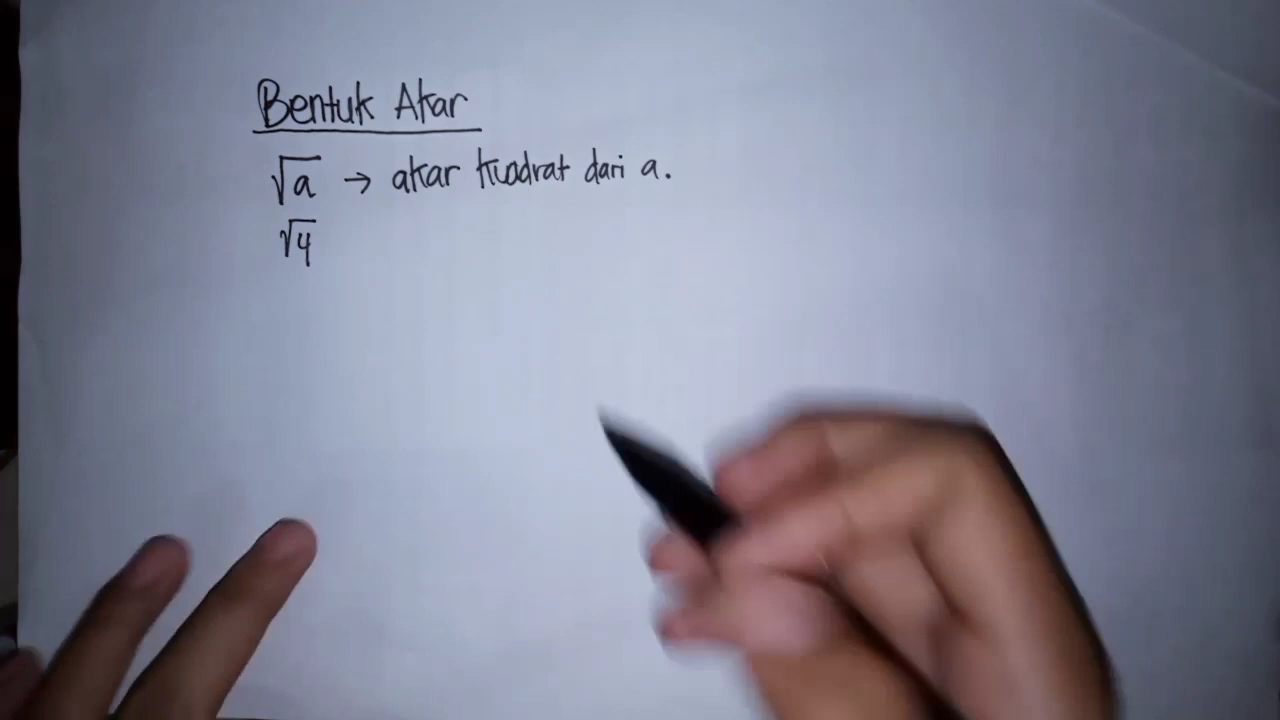 Bentuk Akar
√a → akar kuadrat dari a.
√4